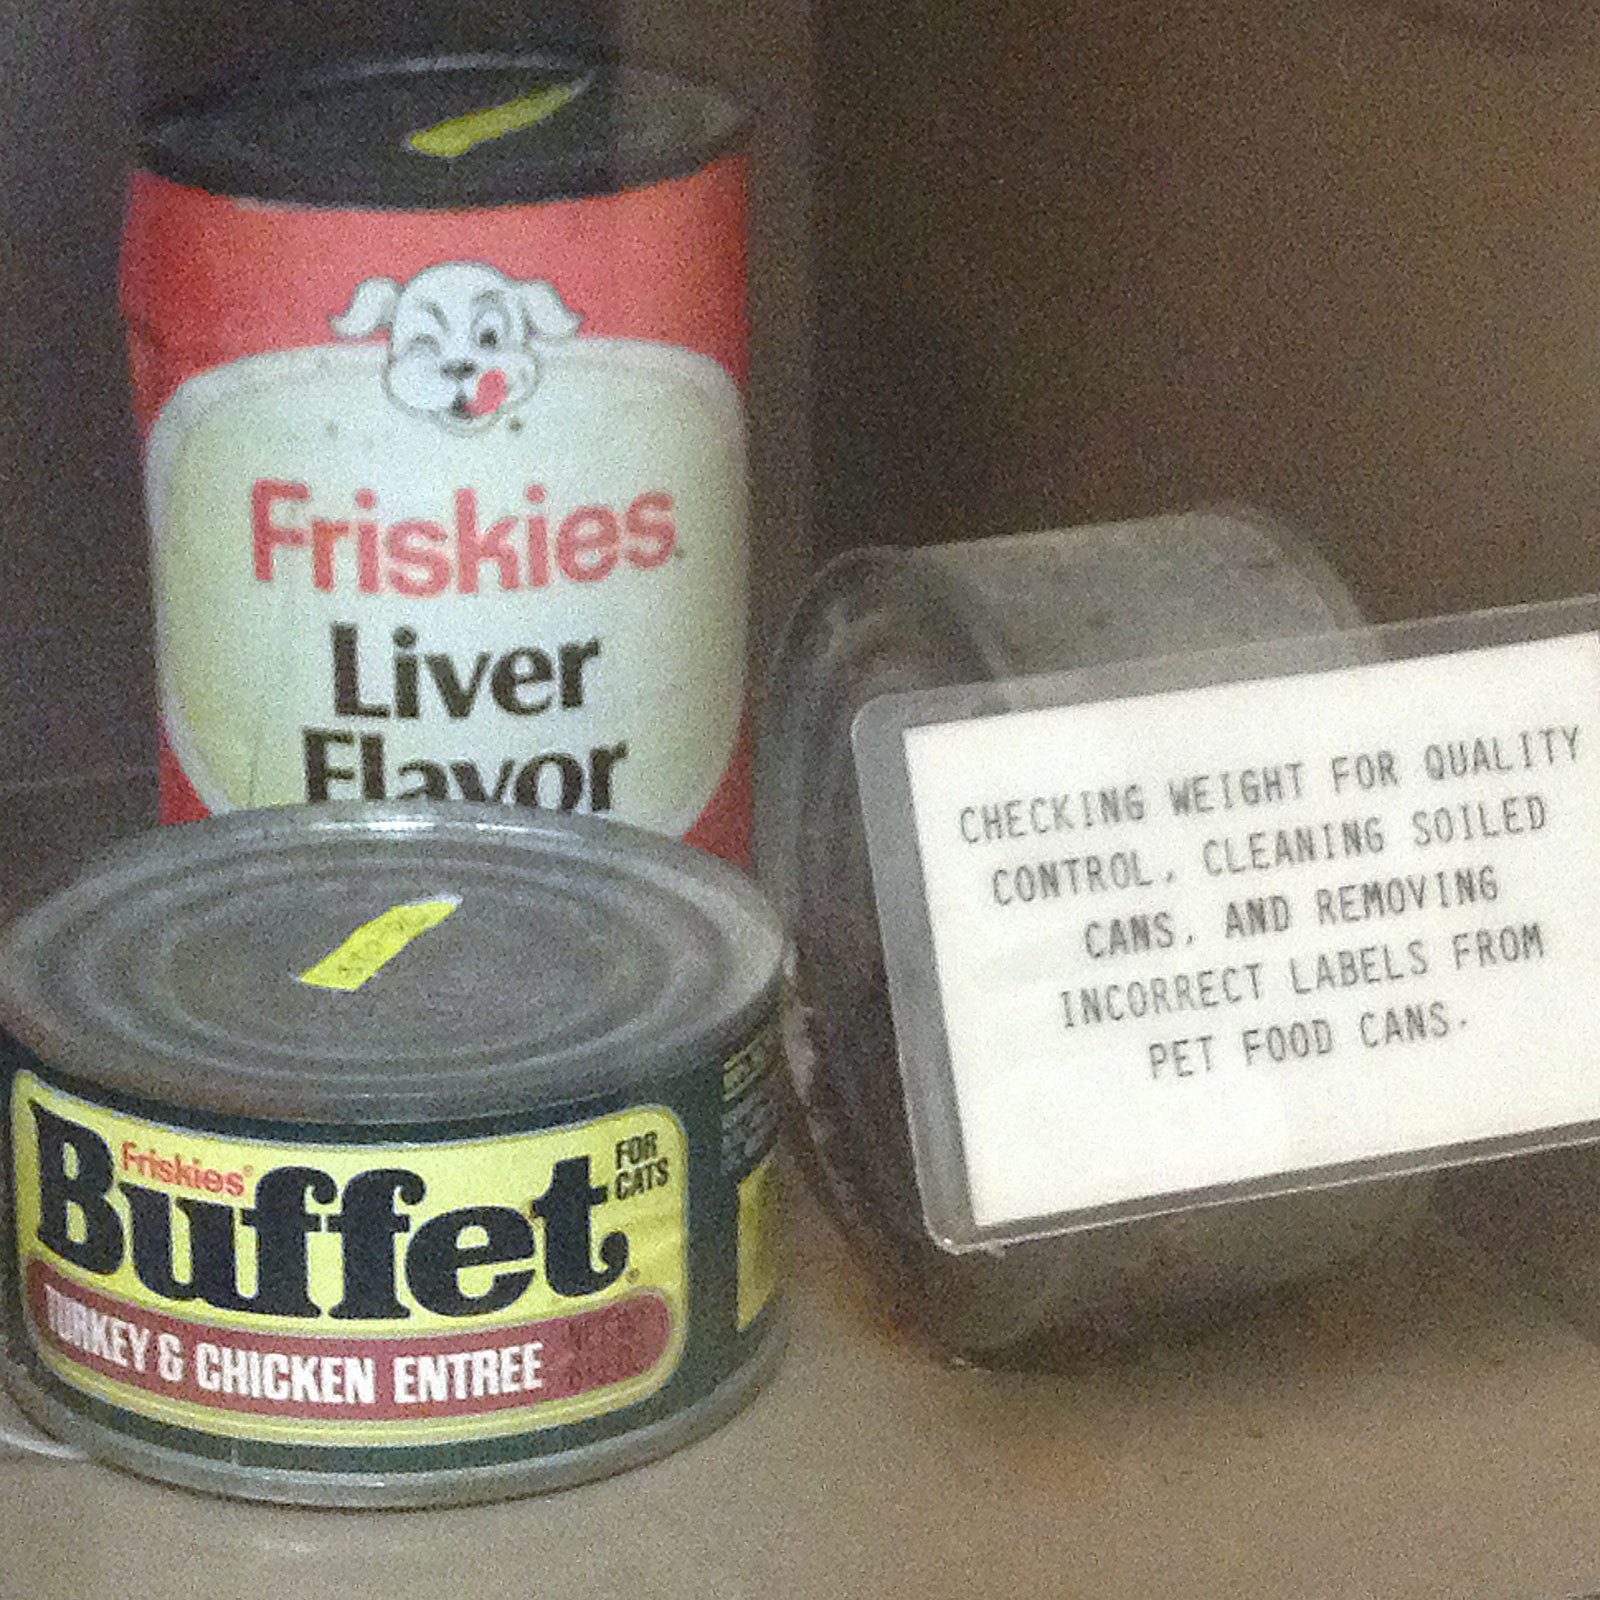 Friskies
Liver
Flavor
Friskies®
Buffet®
FOR
CATS
TURKEY & CHICKEN ENTREE
CHECKING WEIGHT FOR QUALITY
CONTROL, CLEANING SOILED
CANS, AND REMOVING
INCORRECT LABELS FROM
PET FOOD CANS.